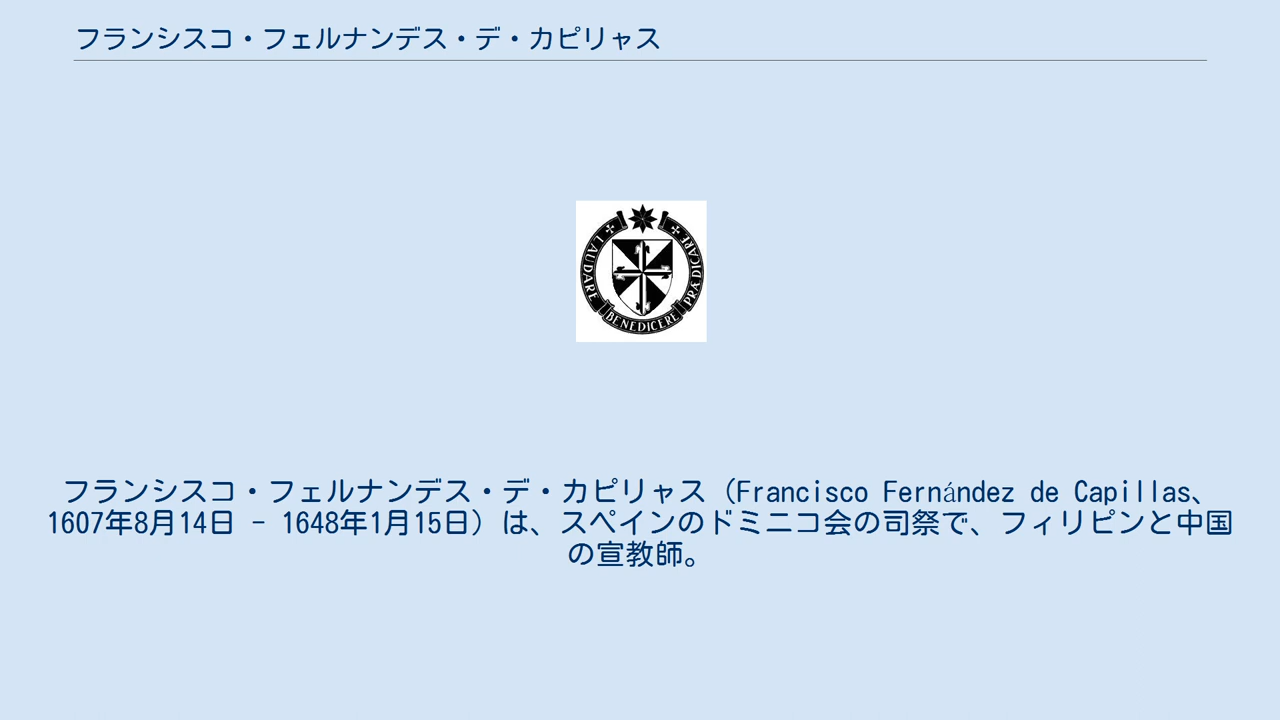 フランシスコ・フェルナンデス・デ・カピリャス
LAUDARE
BENEDICERE
PRÆDICARE
フランシスコ・フェルナンデス・デ・カピリャス（Francisco Fernández de Capillas、
1607年8月14日 - 1648年1月15日）は、スペインのドミニコ会の司祭で、フィリピンと中国
の宣教師。